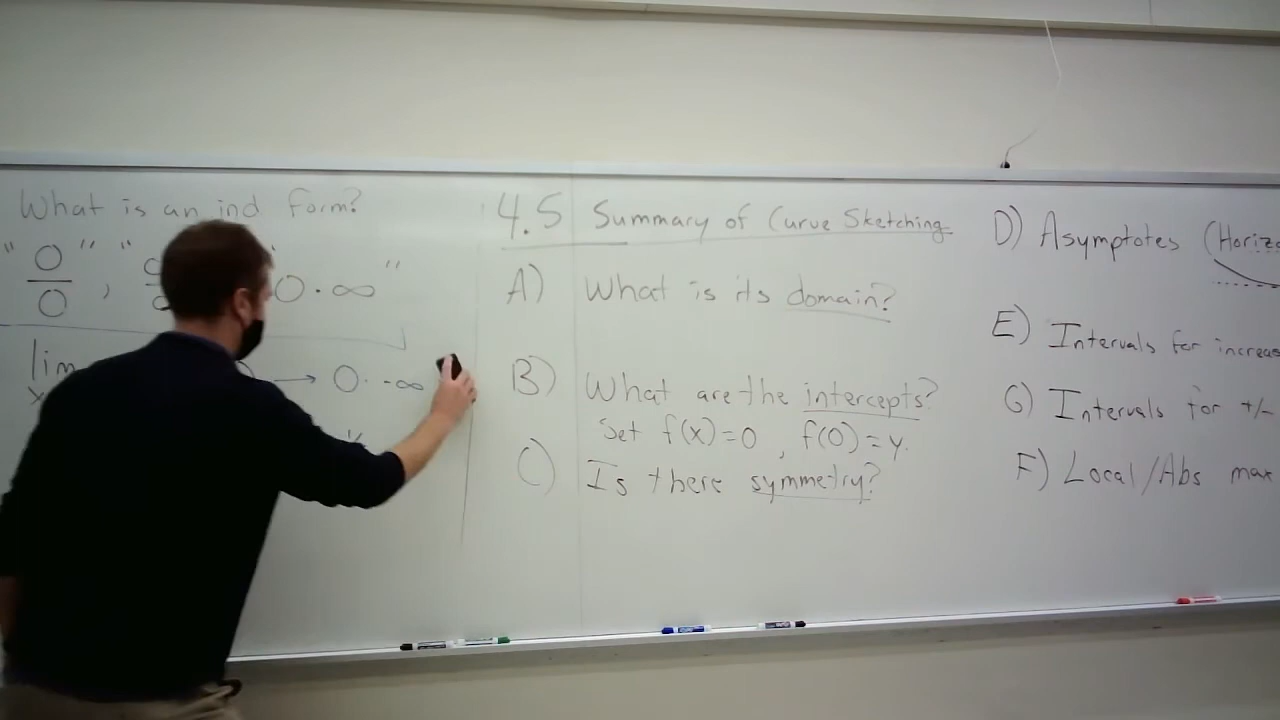 What is an ind form?
" 0/0 " , " 0 · ∞ "
lim → 0 · -∞
4.5 Summary of Curve Sketching
A) What is its domain?
B) What are the intercepts?
Set f(x)=0 , f(0)=y.
C) Is there symmetry?
D) Asymptotes (Horiz
E) Intervals for increas
G) Intervals for +/-
F) Local/Abs max